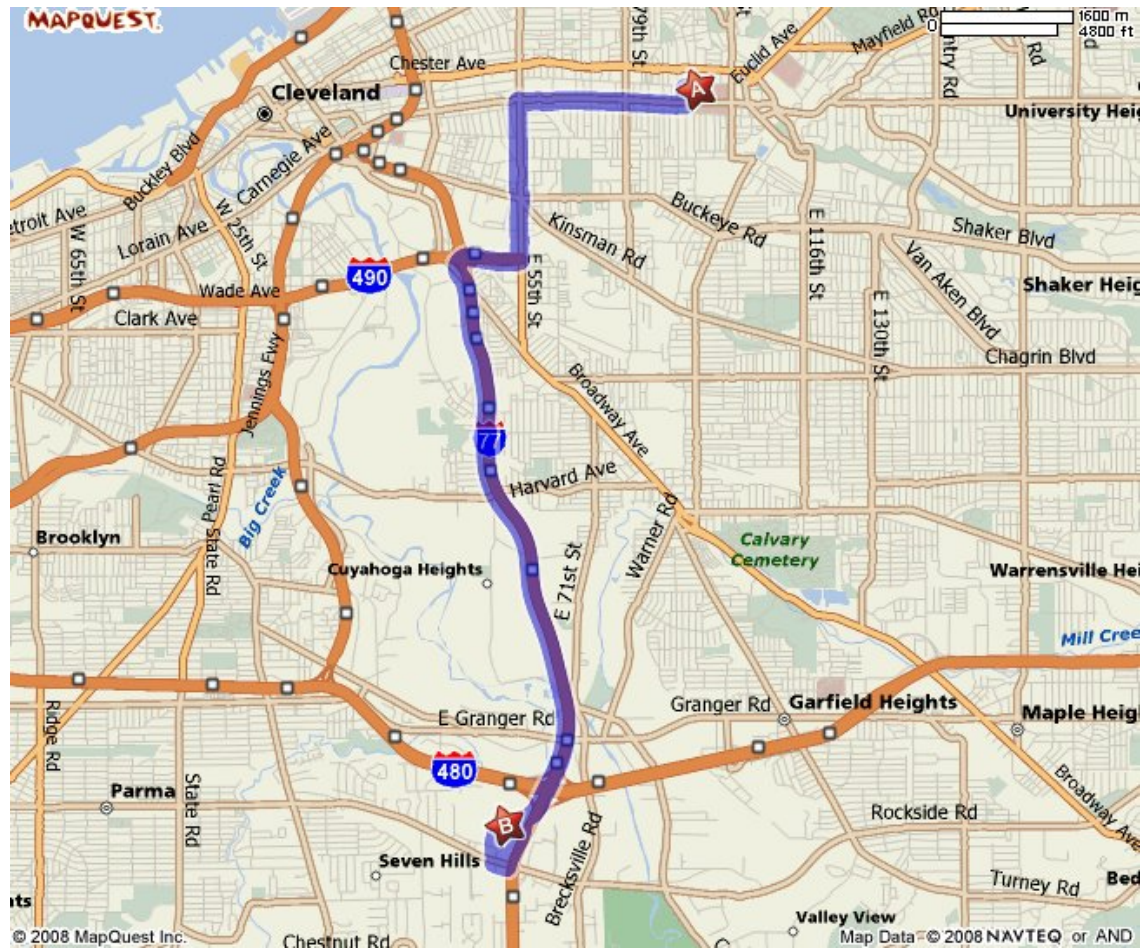 MAPQUEST.
79th St
Euclid Ave
Mayfield Rd
0
1600 m
4800 ft
Chester Ave
Cleveland
A
University Heig
Buckley Blvd
Carnegie Ave
etroit Ave
Lorain Ave
W 25th St
W 65th St
Buckeye Rd
Kinsman Rd
E 116th St
Shaker Blvd
Van Aken Blvd
490
E 55th St
Wade Ave
Clark Ave
E 130th St
Shaker Heig
Chagrin Blvd
Jennings Fwy
Broadway Ave
77
Harvard Ave
Pearl Rd
State Rd
Big Creek
Brooklyn
Warner Rd
Calvary
Cemetery
Cuyahoga Heights
E 71st St
Warrensville Hei
Mill Cree
Ridge Rd
E Granger Rd
Granger Rd
Garfield Heights
Maple Heig
480
Parma
State Rd
B
Rockside Rd
Broadway Ave
Seven Hills
Brecksville Rd
Turney Rd
Bed
nts
Valley View
Chestnut Rd
© 2008 MapQuest Inc.
Map Data © 2008 NAVTEQ or AND